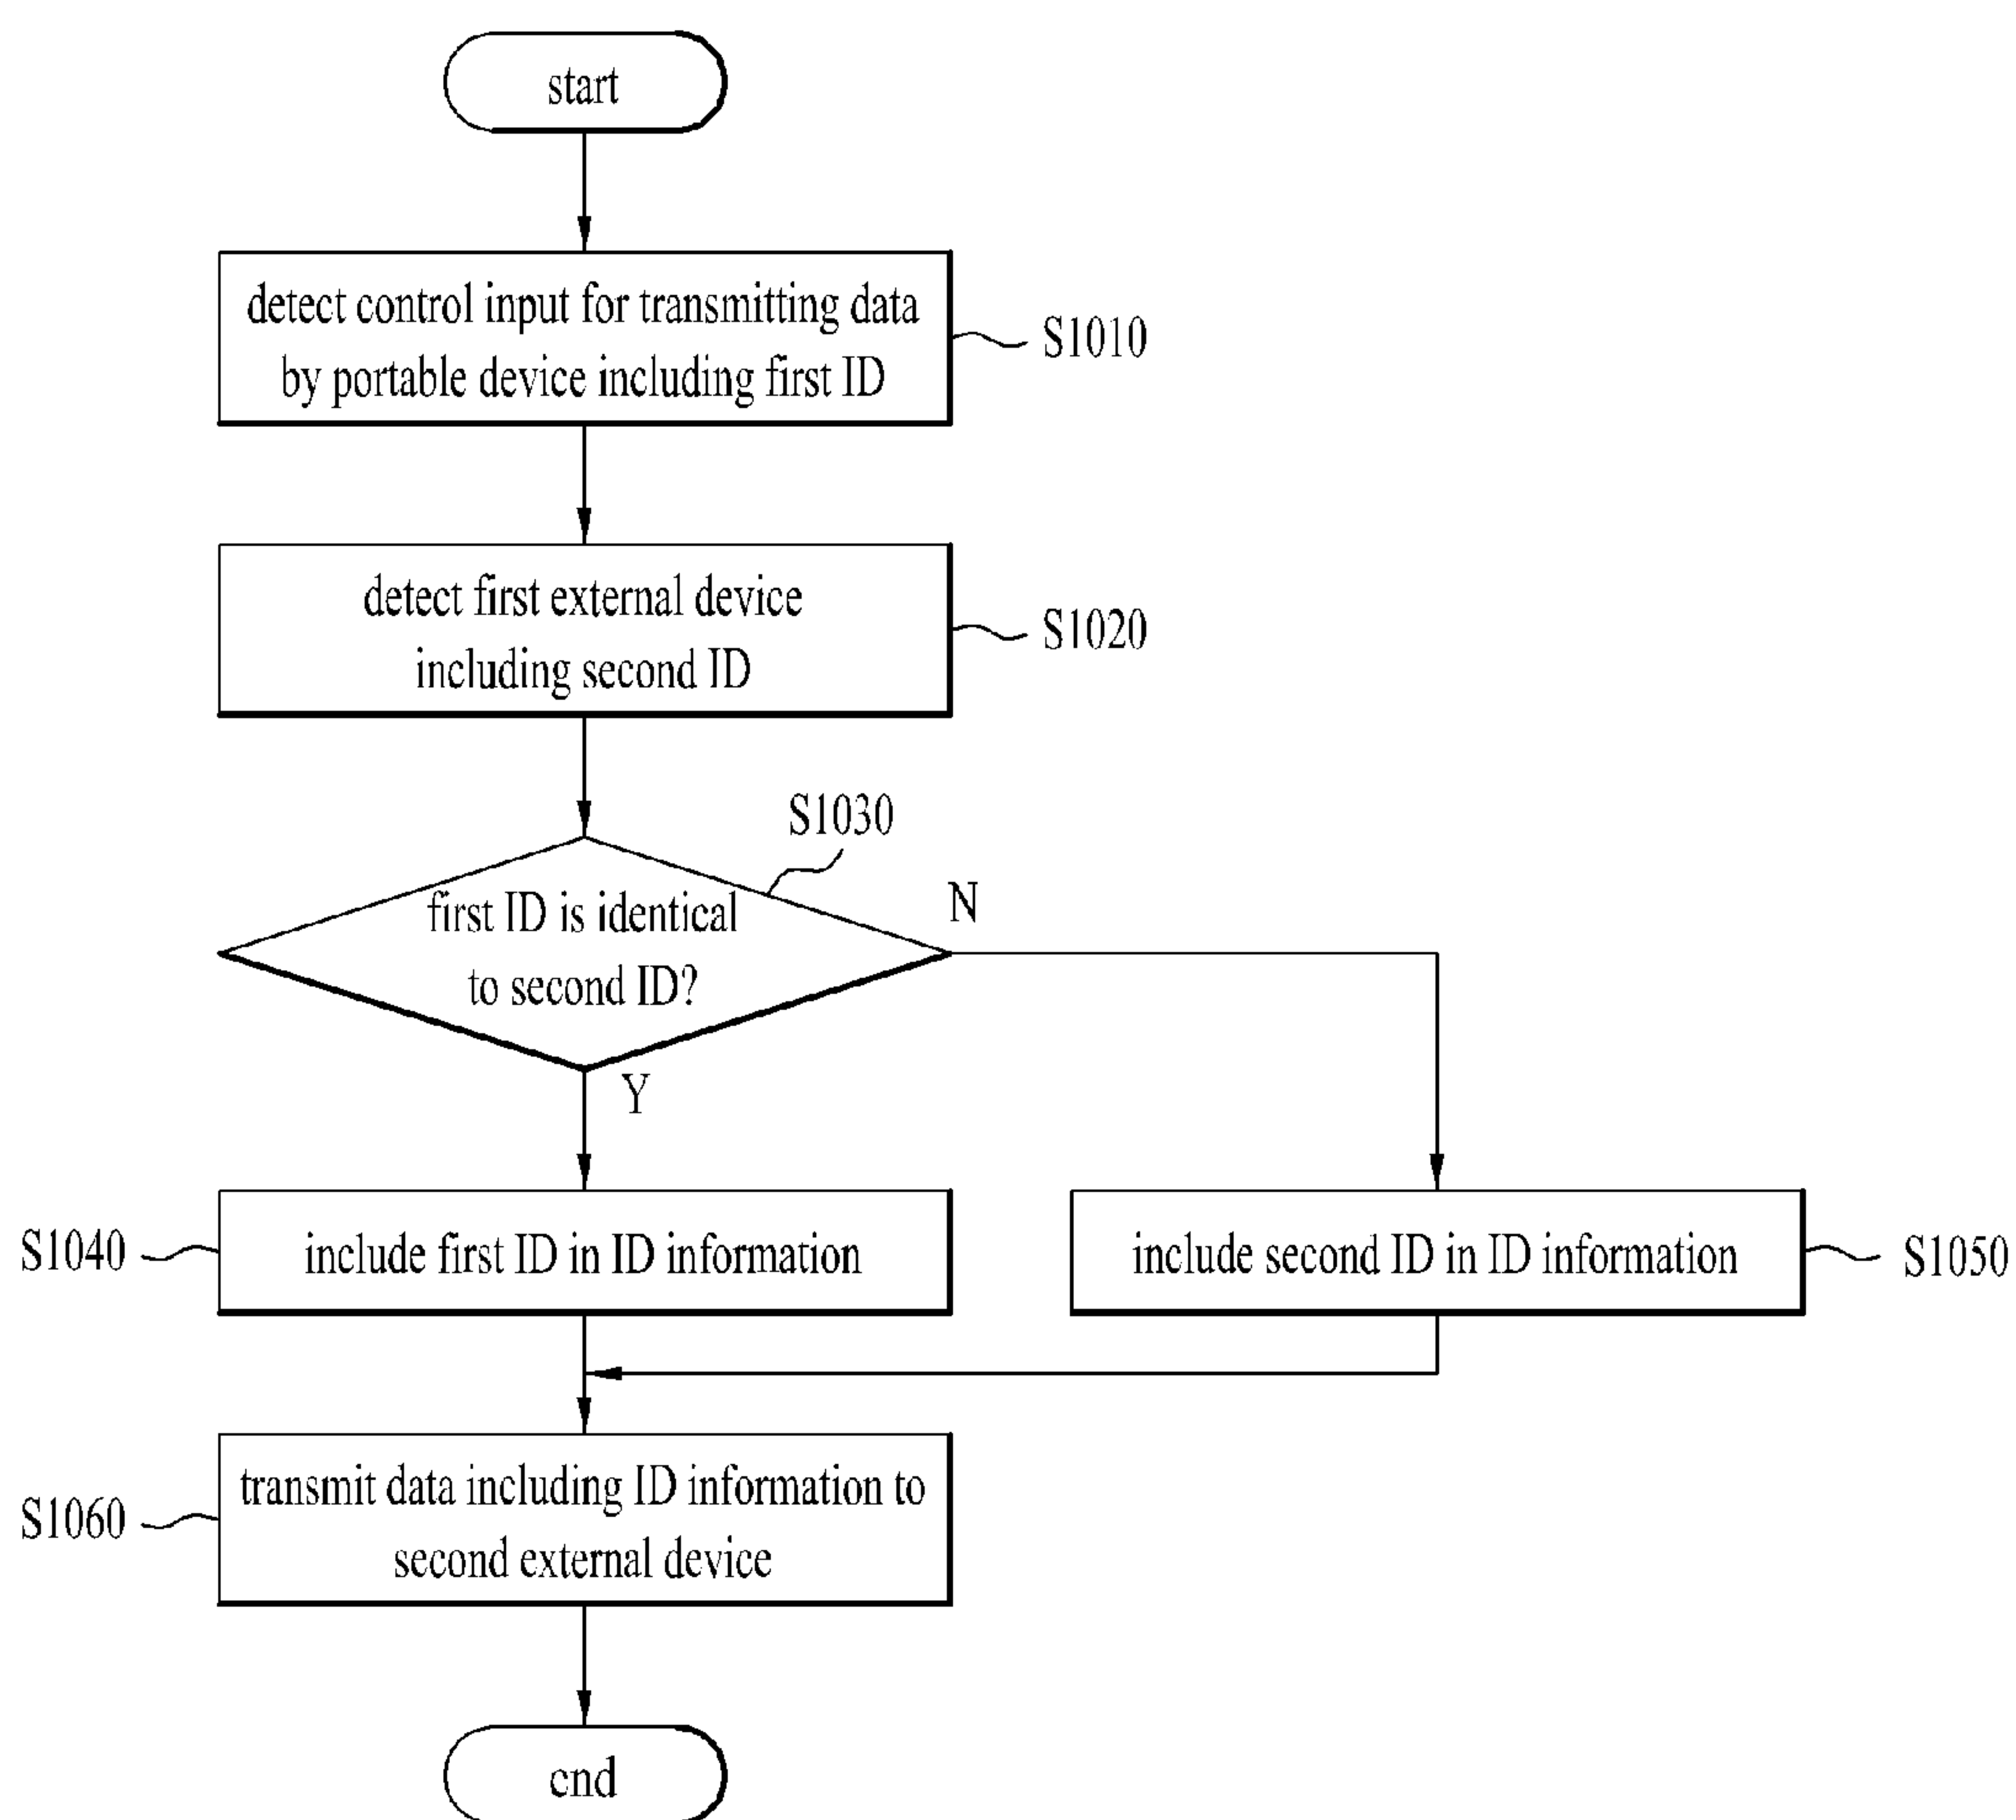 start
detect control input for transmitting data
by portable device including first ID
S1010
detect first external device
including second ID
S1020
S1030
first ID is identical
to second ID?
N
Y
S1040
include first ID in ID information
include second ID in ID information
S1050
transmit data including ID information to
second external device
S1060
end